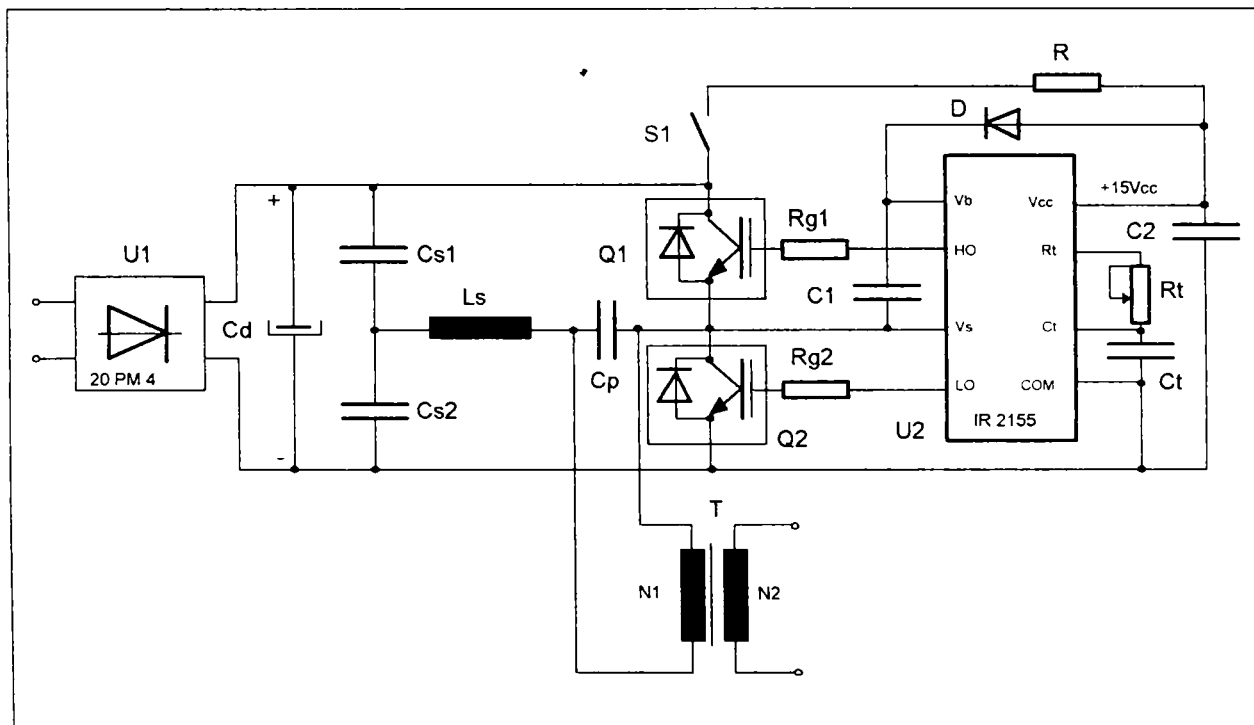 R
D
S1
+
Vb
Vcc
+15Vcc
U1
Cs1
Q1
Rg1
HO
C2
Rt
Ls
C1
Rt
Cd
Vs
Ct
Cp
Rg2
20 PM 4
Ct
Cs2
LO
COM
U2
IR 2155
-
Q2
T
N1
N2